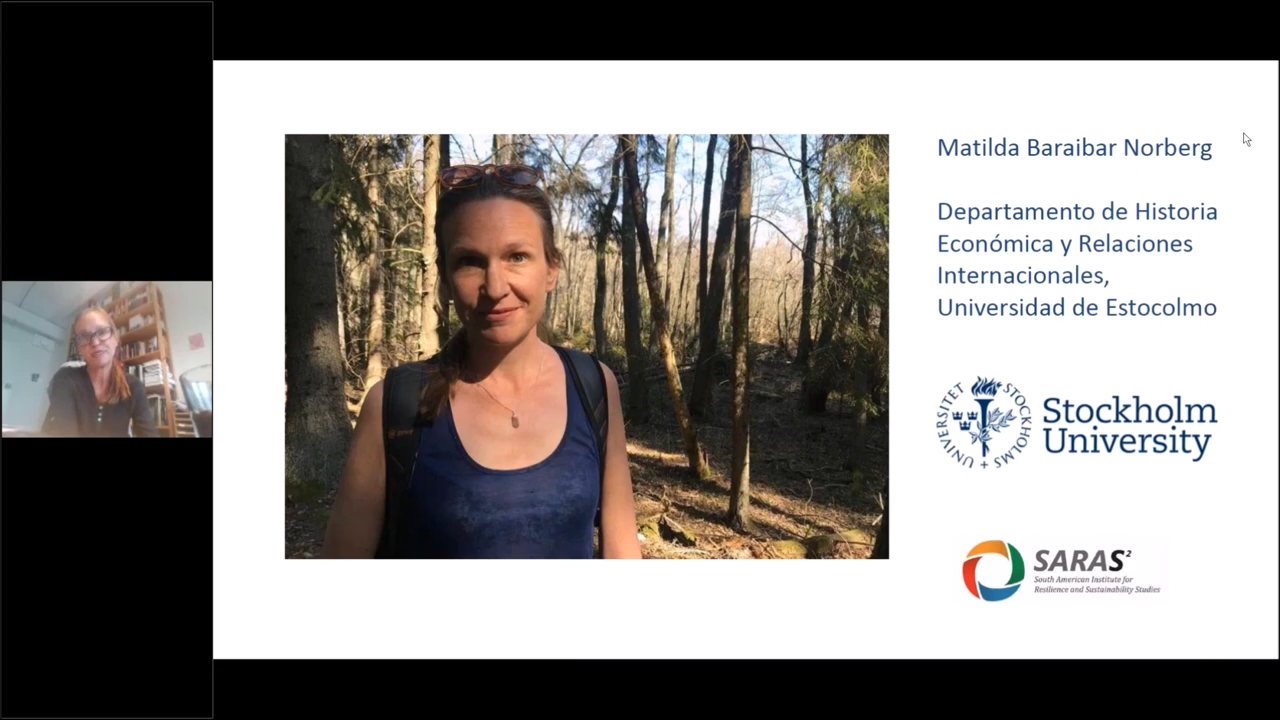 Matilda Baraibar Norberg
Departamento de Historia
Económica y Relaciones
Internacionales,
Universidad de Estocolmo
STOCKHOLMS UNIVERSITET
Stockholm
University
SARAS²
South American Institute for
Resilience and Sustainability Studies